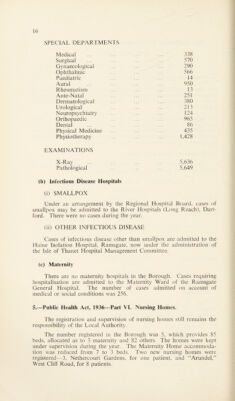 16
SPECIAL DEPARTMENTS
Medical ... 338
Surgical ... 570
Gynaecological ... 290
Ophthalmic ... 566
Paediatric ... 14
Aural ... 950
Rheumatism ... 13
Ante-Natal ... 251
Dermatological ... 380
Urological ... 213
Neuropsychiatry ... 124
Orthopaedic ... 963
Dental ... 86
Physical Medicine ... 435
Physiotherapy ... 1,428
EXAMINATIONS
X-Ray ... 5,636
Pathological ... 5,649
(b) Infectious Disease Hospitals
(i) SMALLPOX
Under an arrangement by the Regional Hospital Board, cases of
smallpox may be admitted to the River Hospitals (Long Reach), Dart-
ford. There were no cases during the year.
(ii) OTHER INFECTIOUS DISEASE
Cases of infectious disease other than smallpox are admitted to the
Haine Isolation Hospital, Ramsgate, now under the administration of
the Isle of Thanet Hospital Management Committee.
(c) Maternity
There are no maternity hospitals in the Borough. Cases requiring
hospitalisation are admitted to the Maternity Ward of the Ramsgate
General Hospital. The number of cases admitted on account of
medical or social conditions was 256.
5.—Public Health Act, 1936—Part VI. Nursing Homes.
The registration and supervision of nursing homes still remains the
responsibility of the Local Authority.
The number registered in the Borough was 5, which provides 85
beds, allocated as to 3 maternity and 82 others. The homes were kept
under supervision during the year. The Maternity Home accommoda-
tion was reduced from 7 to 3 beds. Two new nursing homes were
registered—3, Nethercourt Gardens, for one patient, and "Arundel,"
West Cliff Road, for 8 patients.